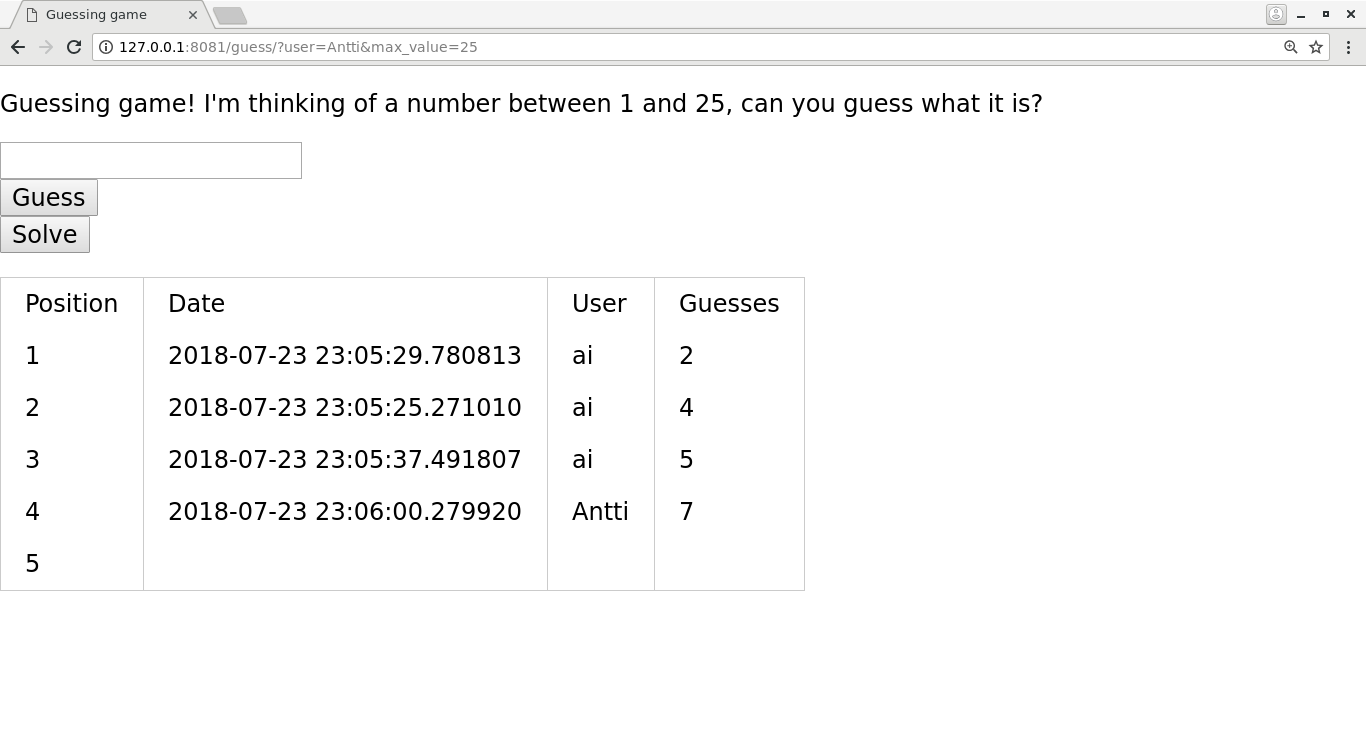 Guessing game
127.0.0.1:8081/guess/?user=Antti&max_value=25
Guessing game! I'm thinking of a number between 1 and 25, can you guess what it is?
Guess
Solve
Position Date User Guesses
1 2018-07-23 23:05:29.780813 ai 2
2 2018-07-23 23:05:25.271010 ai 4
3 2018-07-23 23:05:37.491807 ai 5
4 2018-07-23 23:06:00.279920 Antti 7
5